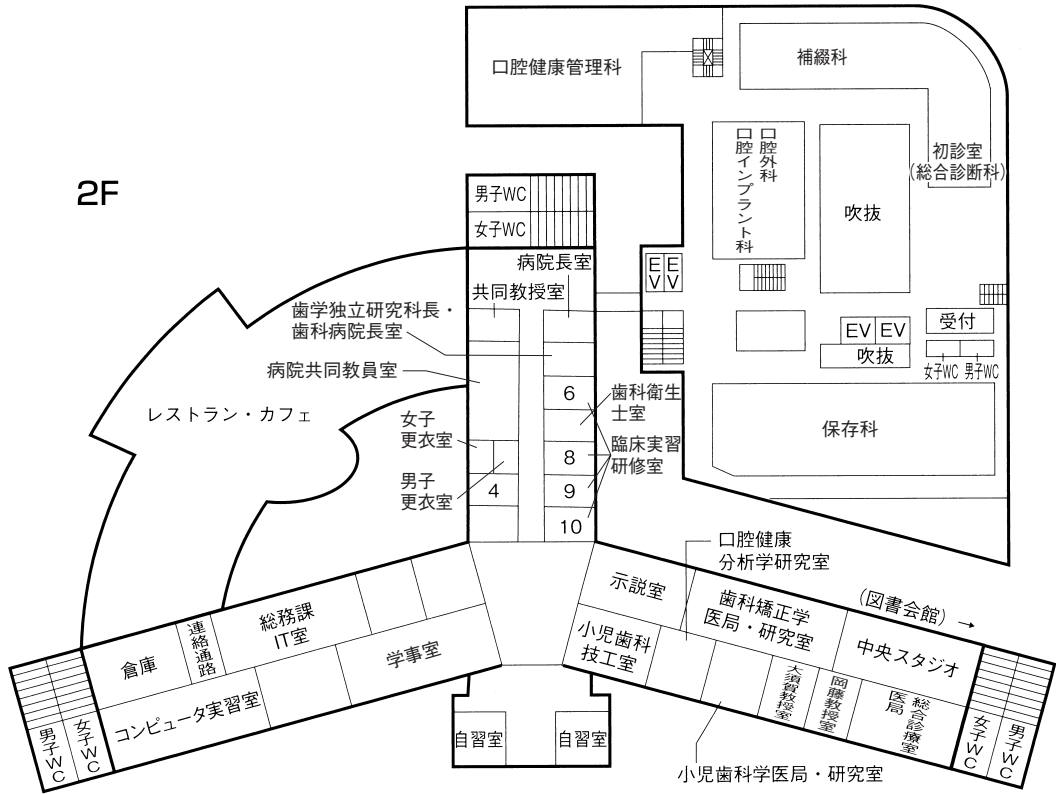 2F
口腔健康管理科
補綴科
口腔外科
口腔インプラント科
初診室
(総合診断科)
吹抜
男子WC
女子WC
病院長室
共同教授室
EV
EV
歯学独立研究科長・
歯科病院長室
受付
EV
EV
吹抜
女子WC
男子WC
病院共同教員室
レストラン・カフェ
6
歯科衛生
士室
女子
更衣室
保存科
8
臨床実習
研修室
男子
更衣室
4
9
10
口腔健康
分析学研究室
示説室
歯科矯正学
医局・研究室
(図書会館)→
総務課
IT室
連絡通路
倉庫
学事室
小児歯科
技工室
中央スタジオ
コンピュータ実習室
大須賀教授室
岡藤教授室
総合診療室
医局
男子WC
女子WC
自習室
自習室
女子WC
男子WC
小児歯科学医局・研究室